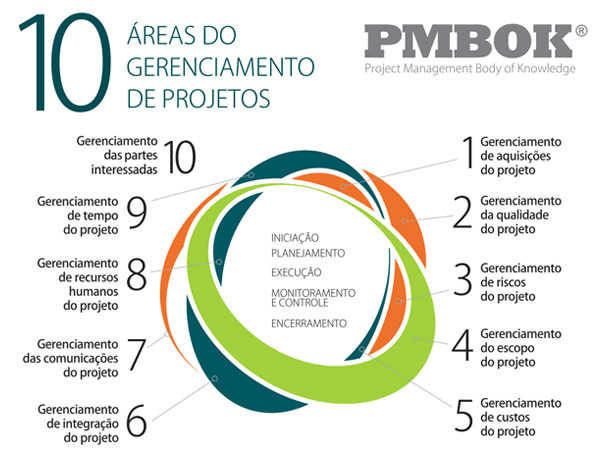 10
ÁREAS DO
GERENCIAMENTO
DE PROJETOS
PMBOK®
Project Management Body of Knowledge
Gerenciamento
das partes
interessadas
10
1
Gerenciamento
de aquisições
do projeto
Gerenciamento
de tempo
do projeto
9
2
Gerenciamento
da qualidade
do projeto
Gerenciamento
de recursos
humanos
do projeto
8
3
Gerenciamento
de riscos
do projeto
Gerenciamento
das comunicações
do projeto
7
4
Gerenciamento
do escopo
do projeto
Gerenciamento
de integração
do projeto
6
5
Gerenciamento
de custos
do projeto
INICIAÇÃO
PLANEJAMENTO
EXECUÇÃO
MONITORAMENTO
E CONTROLE
ENCERRAMENTO